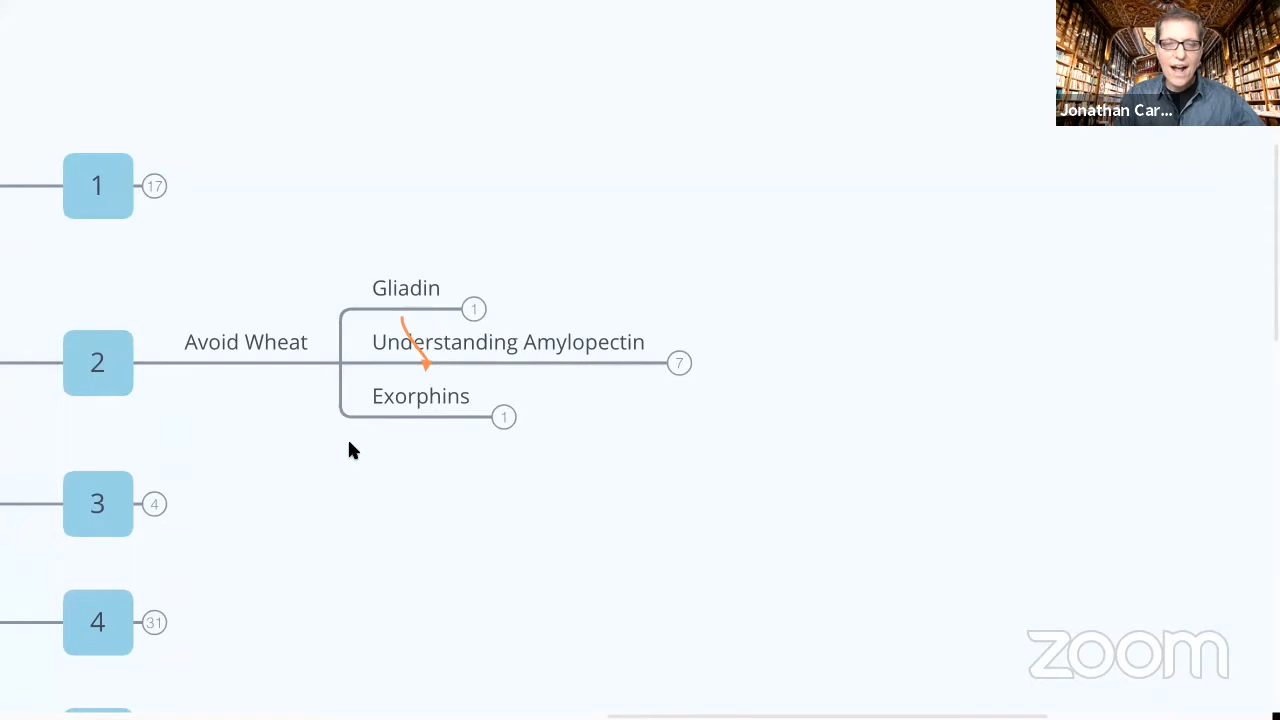 Jonathan Car...
1
17
Gliadin
1
2
Avoid Wheat
Understanding Amylopectin
7
Exorphins
1
3
4
4
31
zoom